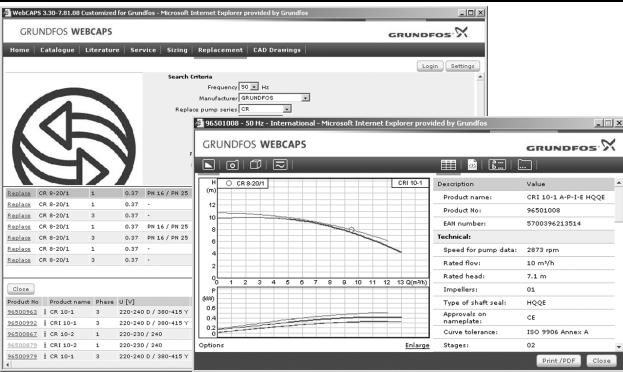 WebCAPS 3.30-7.81.08 Customized for Grundfos - Microsoft Internet Explorer provided by Grundfos
GRUNDFOS WEBCAPS
GRUNDFOS
Home Catalogue Literature Service Sizing Replacement CAD Drawings
Login Settings
Search Criteria
Frequency 50 Hz
Manufacturer GRUNDFOS
Replace pump series CR
Replace CR 8-20/1 1 0.37 PN 16 / PN 25
Replace CR 8-20/1 1 0.37 -
Replace CR 8-20/1 3 0.37 -
Replace CR 8-20/1 3 0.37 PN 16 / PN 25
Replace CR 8-20/1 1 0.37 PN 16 / PN 25
Replace CR 8-20/1 1 0.37 -
Replace CR 8-20/1 3 0.37 -
Close
Product No Product name Phase U [V]
96500963 CR 10-1 3 220-240 D / 380-415 Y
96500992 CRI 10-1 3 220-240 D / 380-415 Y
96500867 CR 10-2 1 220-230 / 240
96500879 CRI 10-2 1 220-230 / 240
96500979 CR 10-1 3 220-240 D / 380-415 Y
96501008 - 50 Hz - International - Microsoft Internet Explorer provided by Grundfos
GRUNDFOS WEBCAPS
GRUNDFOS
H
(m)
CR 8-20/1
CRI 10-1
12
10
8
6
4
2
0
0 1 2 3 4 5 6 7 8 9 10 11 12 13 Q(m³/h)
P
(kW)
0.6
0.4
0.2
0.0
Options
Enlarge
Description Value
Product name: CRI 10-1 A-P-I-E HQQE
Product No: 96501008
EAN number: 5700396213514
Technical:
Speed for pump data: 2873 rpm
Rated flow: 10 m³/h
Rated head: 7.1 m
Impellers: 01
Type of shaft seal: HQQE
Approvals on
nameplate: CE
Curve tolerance: ISO 9906 Annex A
Stages: 02
Print /PDF Close